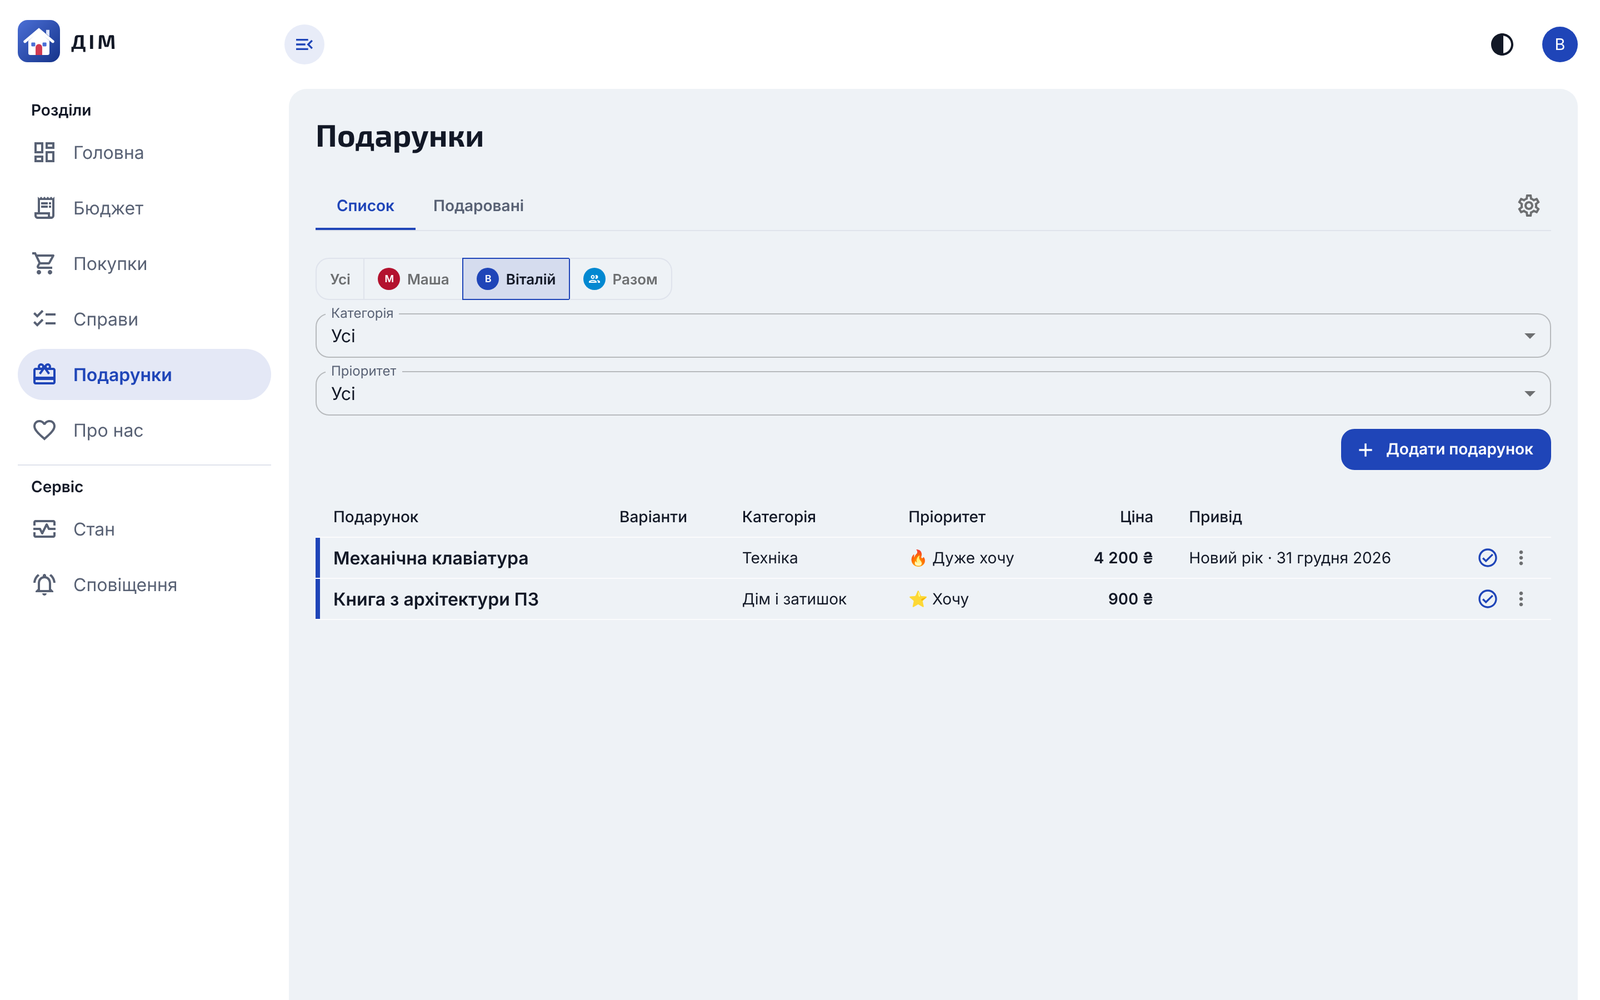 ДІМ
В
Розділи
Головна
Бюджет
Покупки
Справи
Подарунки
Про нас
Сервіс
Стан
Сповіщення
Подарунки
Список Подаровані
Усі М Маша В Віталій Разом
Категорія
Усі
Пріоритет
Усі
+ Додати подарунок
Подарунок Варіанти Категорія Пріоритет Ціна Привід
Механічна клавіатура Техніка 🔥 Дуже хочу 4 200 ₴ Новий рік · 31 грудня 2026
Книга з архітектури ПЗ Дім і затишок ⭐ Хочу 900 ₴